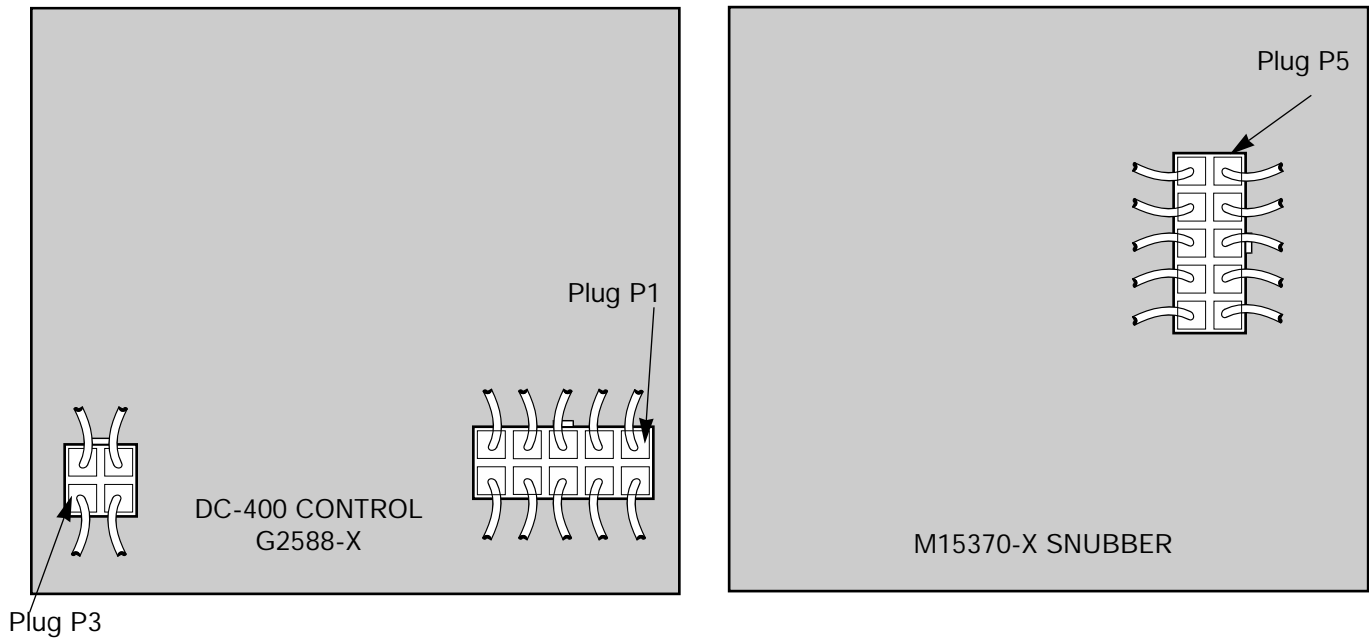 Plug P5
Plug P1
DC-400 CONTROL
G2588-X
M15370-X SNUBBER
Plug P3